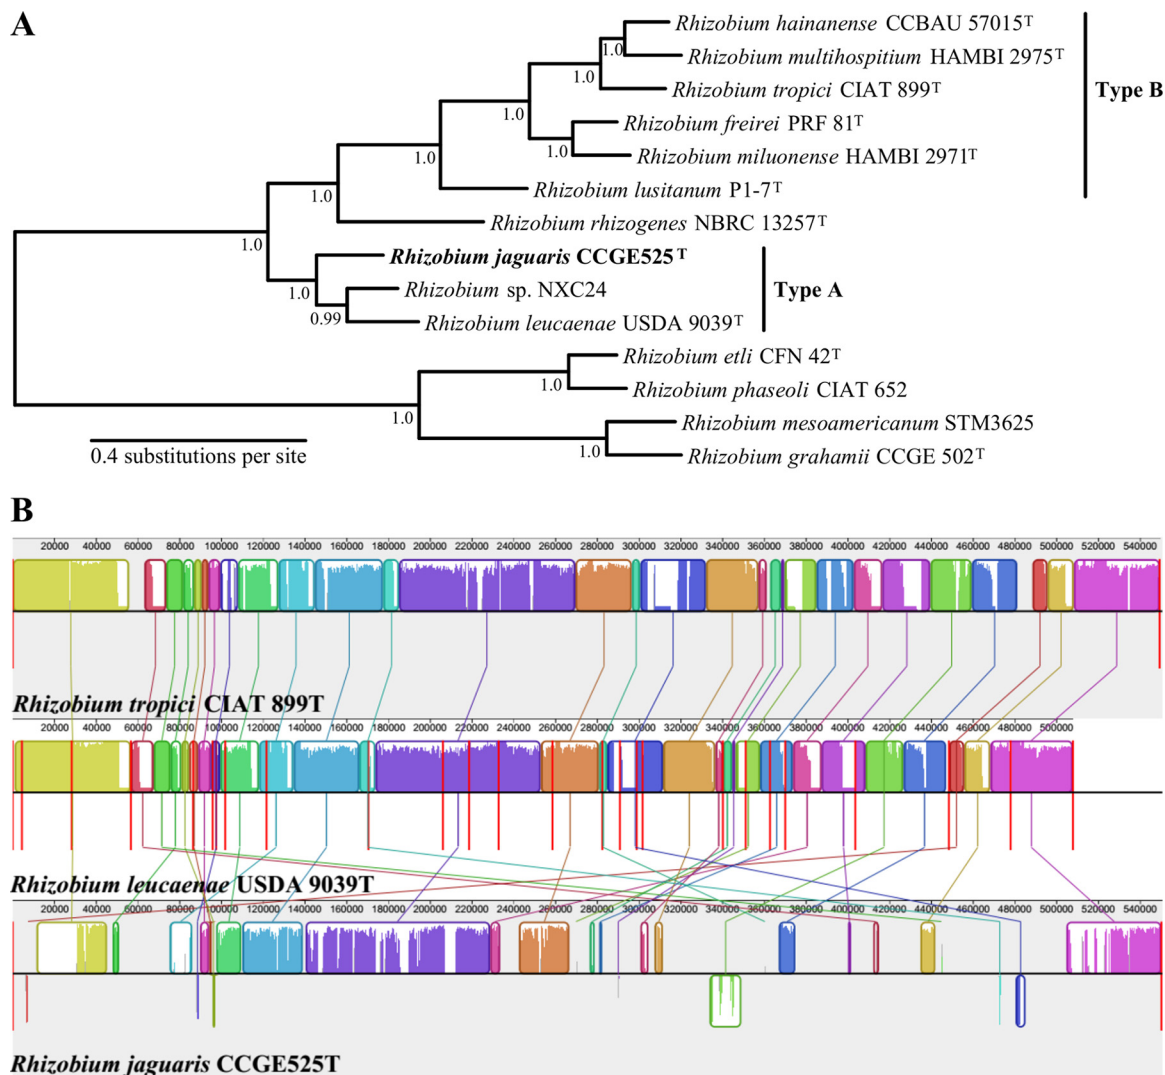 A
Rhizobium hainanense CCBAU 57015T
1.0
Rhizobium multihospitium HAMBI 2975T
1.0
Rhizobium tropici CIAT 899T
Type B
1.0
Rhizobium freirei PRF 81T
1.0
Rhizobium miluonense HAMBI 2971T
1.0
Rhizobium lusitanum P1-7T
1.0
Rhizobium rhizogenes NBRC 13257T
1.0
Rhizobium jaguaris CCGE525T
1.0
Rhizobium sp. NXC24
Type A
0.99
Rhizobium leucaenae USDA 9039T
Rhizobium etli CFN 42T
1.0
Rhizobium phaseoli CIAT 652
1.0
Rhizobium mesoamericanum STM3625
1.0
Rhizobium grahamii CCGE 502T
0.4 substitutions per site
B
20000 40000 60000 80000 100000 120000 140000 160000 180000 200000 220000 240000 260000 280000 300000 320000 340000 360000 380000 400000 420000 440000 460000 480000 500000 520000 540000
Rhizobium tropici CIAT 899T
20000 40000 60000 80000 100000 120000 140000 160000 180000 200000 220000 240000 260000 280000 300000 320000 340000 360000 380000 400000 420000 440000 460000 480000 500000
Rhizobium leucaenae USDA 9039T
20000 40000 60000 80000 100000 120000 140000 160000 180000 200000 220000 240000 260000 280000 300000 320000 340000 360000 380000 400000 420000 440000 460000 480000 500000 520000 540000
Rhizobium jaguaris CCGE525T